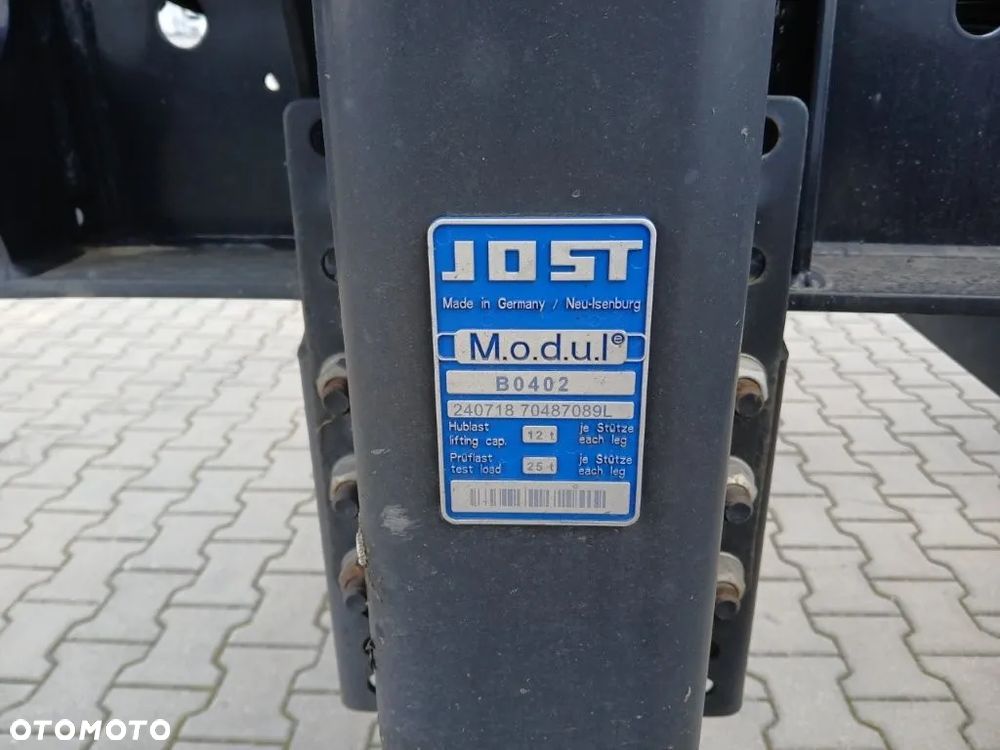 JOST
Made in Germany / Neu-Isenburg
M.o.d.u.l e
B0402
240718 70487089L
Hublast 12 t je Stütze
lifting cap. each leg
Prüflast 25 t je Stütze
test load each leg
OTOMOTO